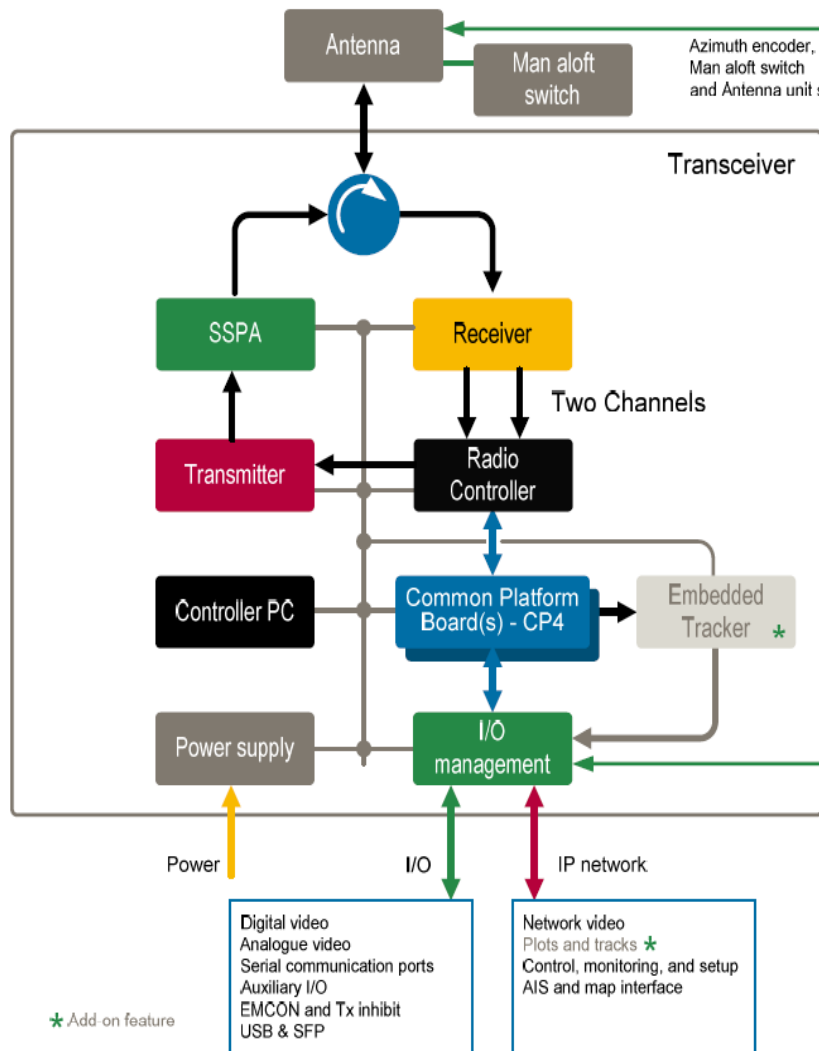 Antenna
Man aloft
switch
Azimuth encoder,
Man aloft switch
and Antenna unit s
Transceiver
SSPA
Receiver
Two Channels
Transmitter
Radio
Controller
Controller PC
Common Platform
Board(s) - CP4
Embedded
Tracker *
Power supply
I/O
management
Power
I/O
IP network
Digital video
Analogue video
Serial communication ports
Auxiliary I/O
EMCON and Tx inhibit
USB & SFP
Network video
Plots and tracks *
Control, monitoring, and setup
AIS and map interface
* Add-on feature